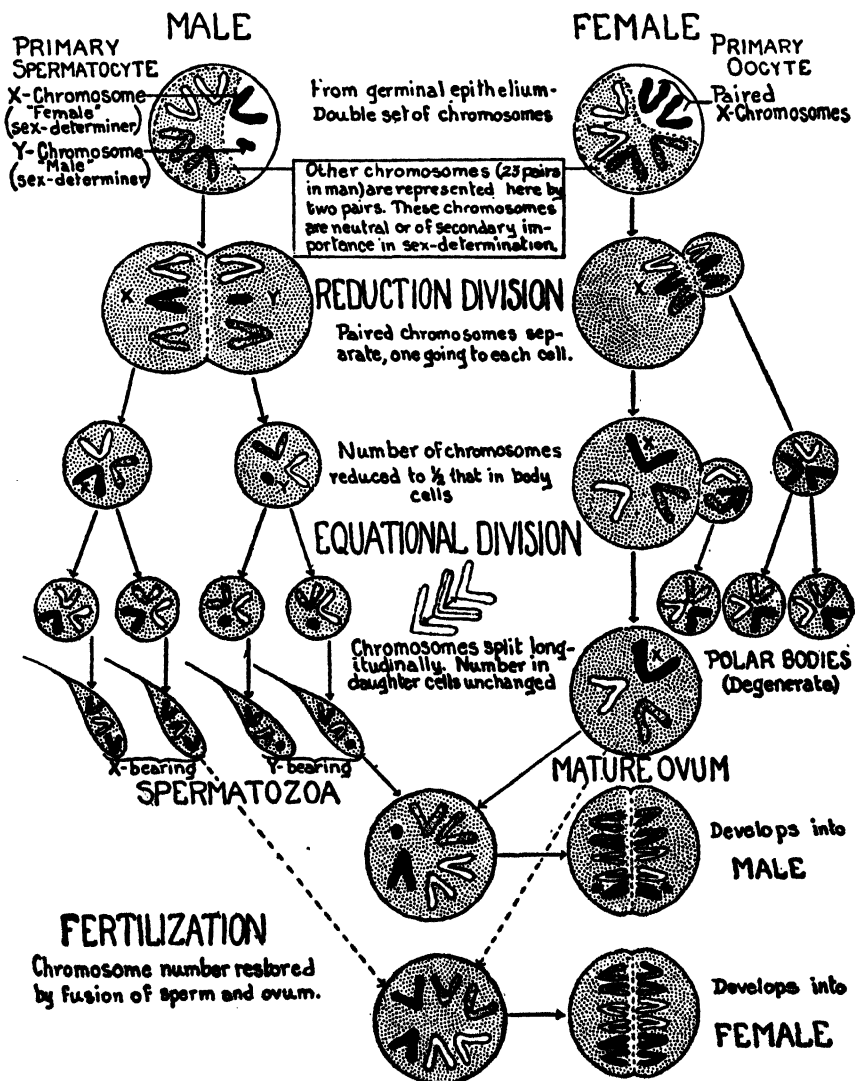 MALE
FEMALE
PRIMARY
SPERMATOCYTE
X-Chromosome
("Female"
(sex-determiner)
Y-Chromosome
("Male"
(sex-determiner)
From germinal epithelium-
Double set of chromosomes
PRIMARY
OOCYTE
Paired
X-Chromosomes
Other chromosomes (23 pairs
in man) are represented here by
two pairs. These chromosomes
are neutral or of secondary im-
portence in sex-determination.
X
Y
REDUCTION DIVISION
X
Paired chromosomes sep-
arate, one going to each cell.
Number of chromosomes
reduced to ½ that in body
cells
X
EQUATIONAL DIVISION
Chromosomes split long-
itudinally. Number in
daughter cells unchanged
X
POLAR BODIES
(Degenerate)
X-bearing
Y-bearing
SPERMATOZOA
MATURE OVUM
Develops into
MALE
FERTILIZATION
Chromosome number restored
by fusion of sperm and ovum.
Develops into
FEMALE